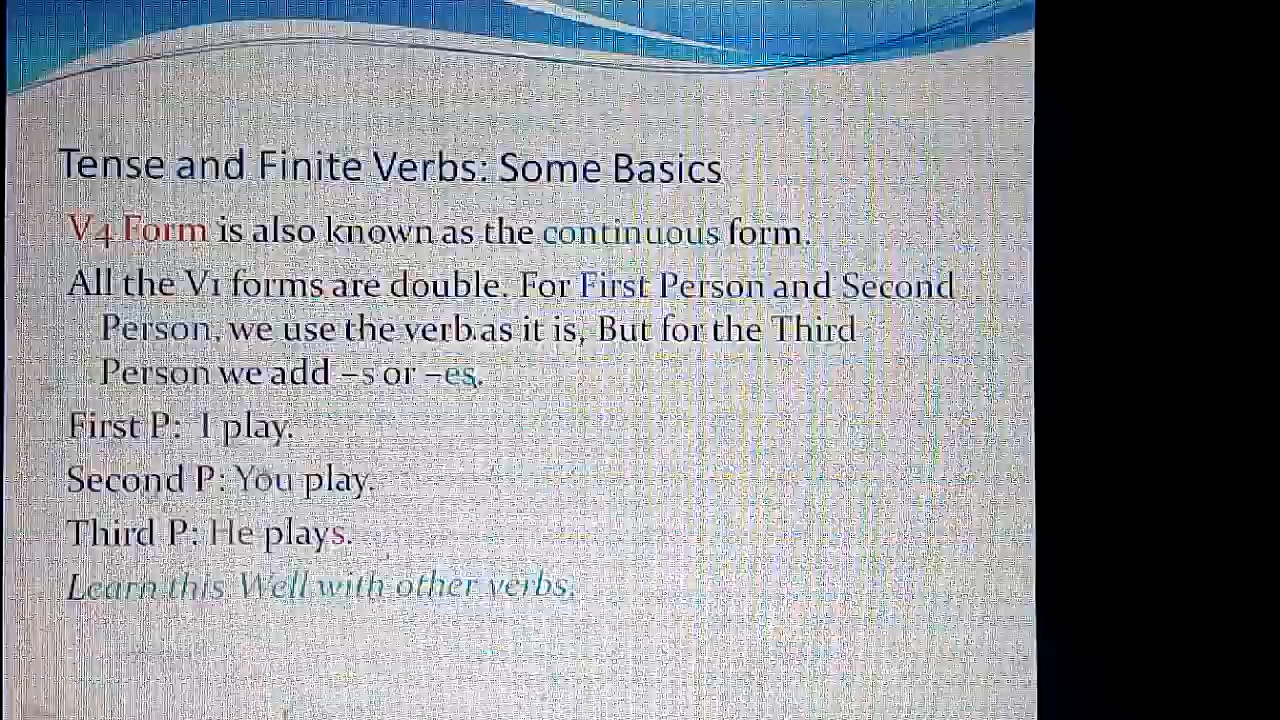 Tense and Finite Verbs: Some Basics
V4 Form is also known as the continuous form.
All the V1 forms are double. For First Person and Second
Person, we use the verb as it is, But for the Third
Person we add –s or –es.
First P: I play.
Second P: You play.
Third P: He plays.
Learn this Well with other verbs.